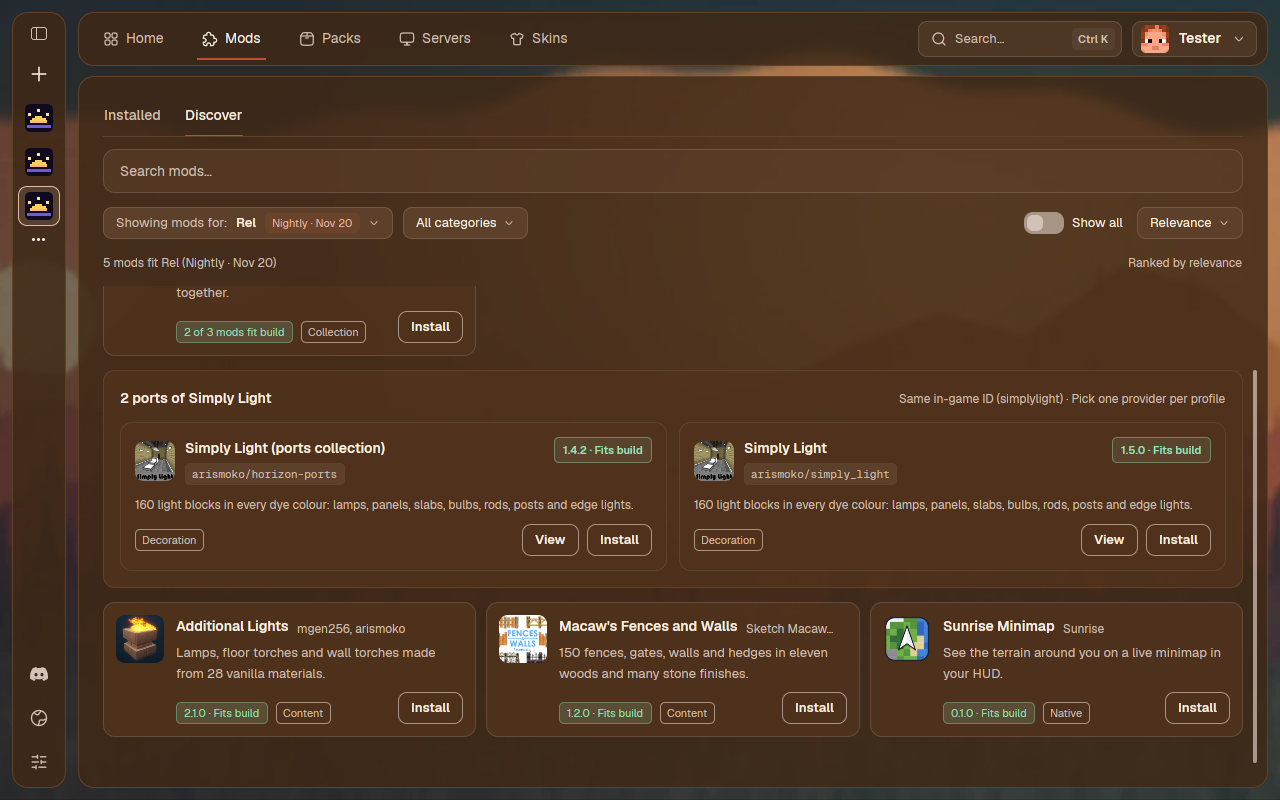 Home
Mods
Packs
Servers
Skins
Search...
Ctrl K
Tester
Installed
Discover
Search mods...
Showing mods for: Rel Nightly · Nov 20
All categories
Show all
Relevance
5 mods fit Rel (Nightly · Nov 20)
Ranked by relevance
together.
2 of 3 mods fit build
Collection
Install
2 ports of Simply Light
Same in-game ID (simplylight) · Pick one provider per profile
Simply Light (ports collection)
1.4.2 · Fits build
arismoko/horizon-ports
160 light blocks in every dye colour: lamps, panels, slabs, bulbs, rods, posts and edge lights.
Decoration
View
Install
Simply Light
1.5.0 · Fits build
arismoko/simply_light
160 light blocks in every dye colour: lamps, panels, slabs, bulbs, rods, posts and edge lights.
Decoration
View
Install
Additional Lights mgen256, arismoko
Lamps, floor torches and wall torches made
from 28 vanilla materials.
2.1.0 · Fits build
Content
Install
FENCES
WALLS
Macaw's Fences and Walls Sketch Macaw...
150 fences, gates, walls and hedges in eleven
woods and many stone finishes.
1.2.0 · Fits build
Content
Install
Sunrise Minimap Sunrise
See the terrain around you on a live minimap in
your HUD.
0.1.0 · Fits build
Native
Install